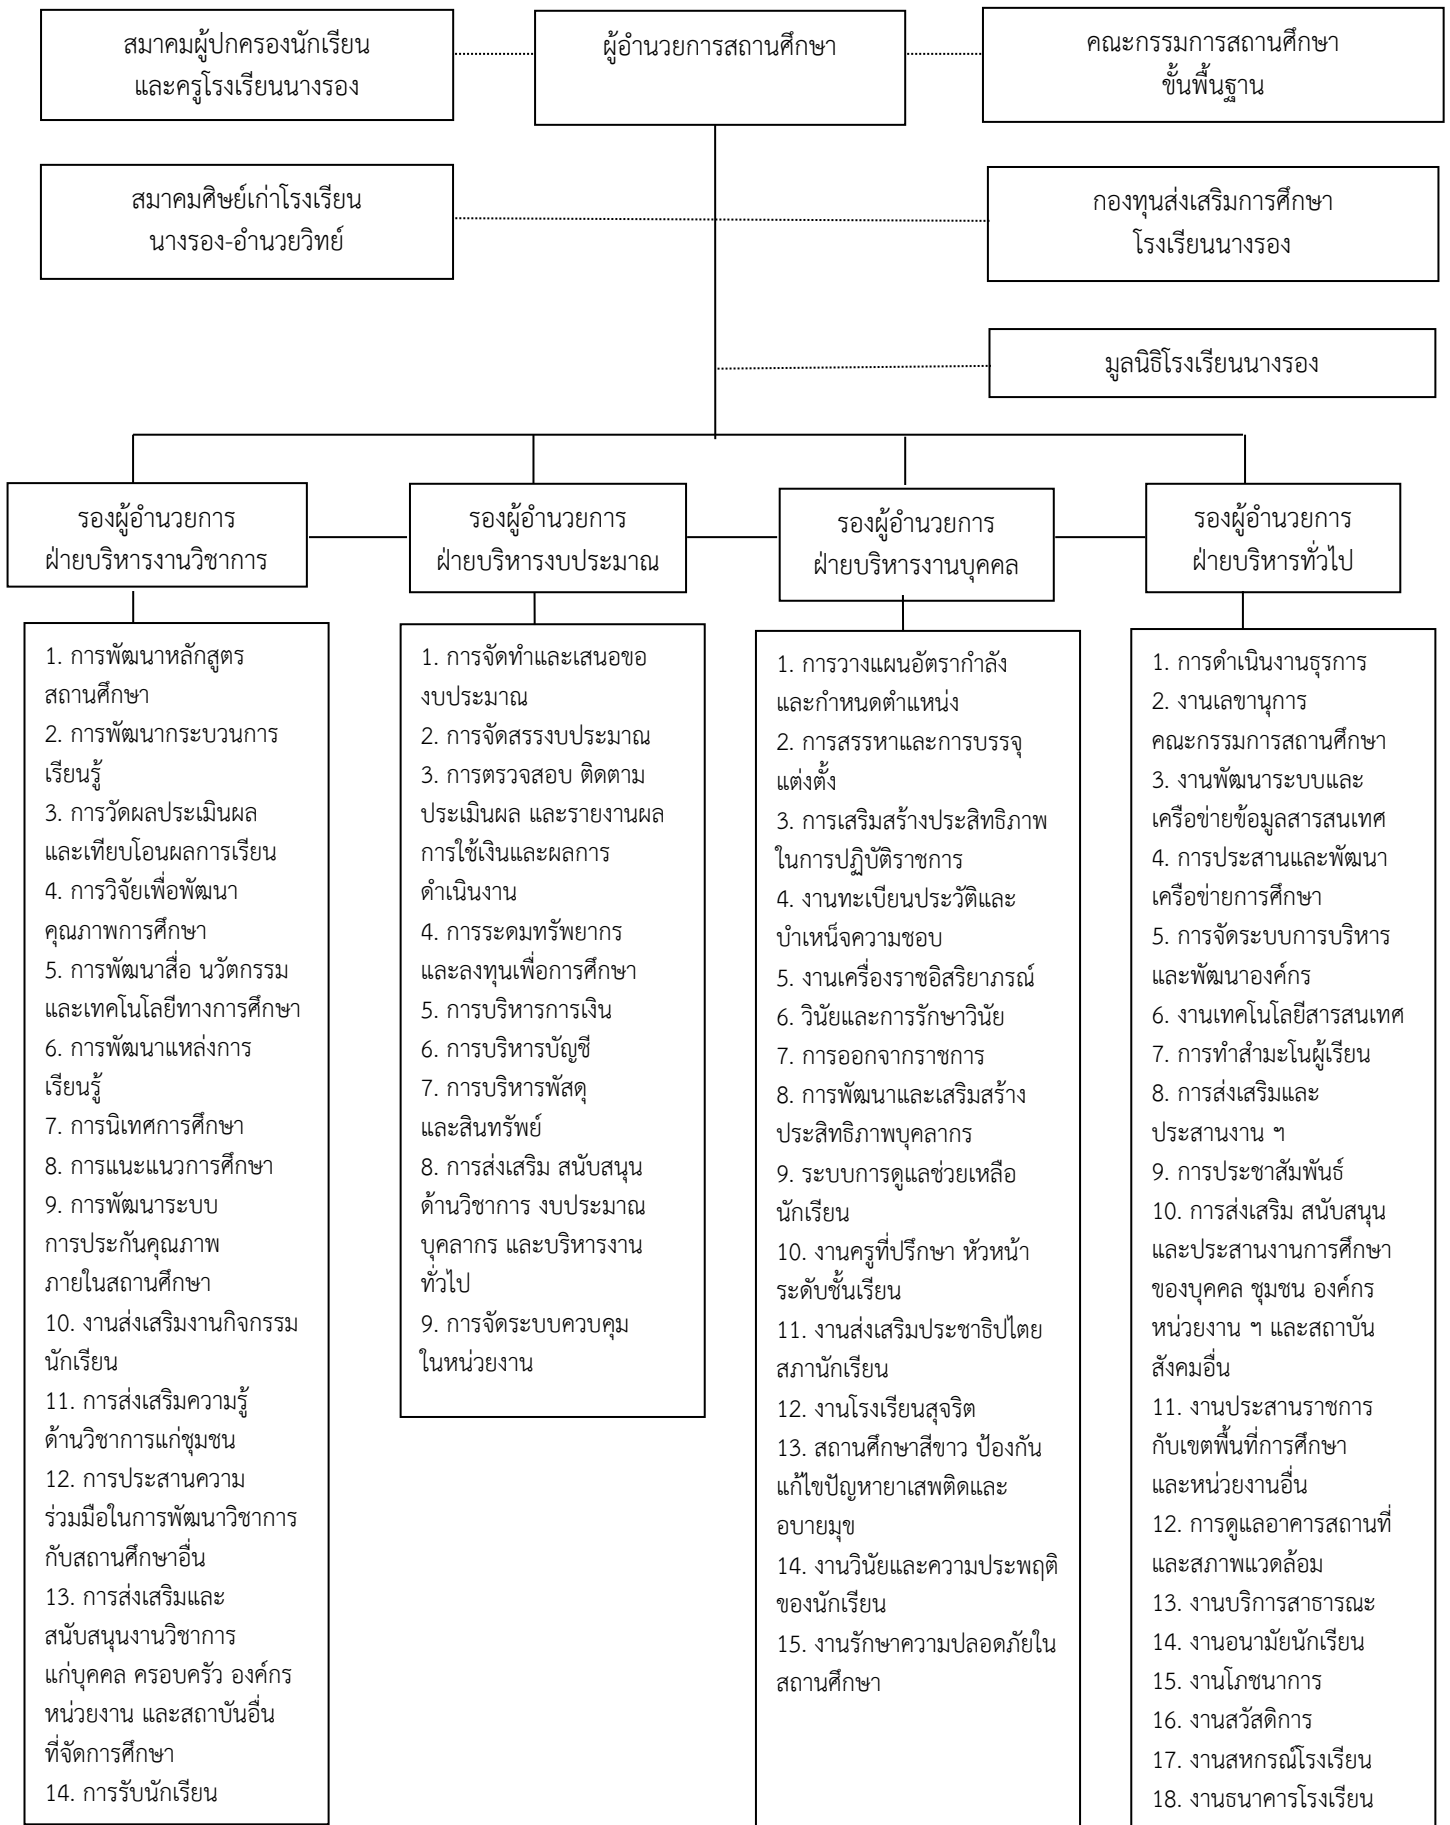 สมาคมผู้ปกครองนักเรียน
และครูโรงเรียนนางรอง
ผู้อำนวยการสถานศึกษา
คณะกรรมการสถานศึกษา
ขั้นพื้นฐาน
สมาคมศิษย์เก่าโรงเรียน
นางรอง-อำนวยวิทย์
กองทุนส่งเสริมการศึกษา
โรงเรียนนางรอง
มูลนิธิโรงเรียนนางรอง
รองผู้อำนวยการ
ฝ่ายบริหารงานวิชาการ
รองผู้อำนวยการ
ฝ่ายบริหารงบประมาณ
รองผู้อำนวยการ
ฝ่ายบริหารงานบุคคล
รองผู้อำนวยการ
ฝ่ายบริหารทั่วไป
1. การพัฒนาหลักสูตร
สถานศึกษา
2. การพัฒนากระบวนการ
เรียนรู้
3. การวัดผลประเมินผล
และเทียบโอนผลการเรียน
4. การวิจัยเพื่อพัฒนา
คุณภาพการศึกษา
5. การพัฒนาสื่อ นวัตกรรม
และเทคโนโลยีทางการศึกษา
6. การพัฒนาแหล่งการ
เรียนรู้
7. การนิเทศการศึกษา
8. การแนะแนวการศึกษา
9. การพัฒนาระบบ
การประกันคุณภาพ
ภายในสถานศึกษา
10. งานส่งเสริมงานกิจกรรม
นักเรียน
11. การส่งเสริมความรู้
ด้านวิชาการแก่ชุมชน
12. การประสานความ
ร่วมมือในการพัฒนาวิชาการ
กับสถานศึกษาอื่น
13. การส่งเสริมและ
สนับสนุนงานวิชาการ
แก่บุคคล ครอบครัว องค์กร
หน่วยงาน และสถาบันอื่น
ที่จัดการศึกษา
14. การรับนักเรียน
1. การจัดทำและเสนอขอ
งบประมาณ
2. การจัดสรรงบประมาณ
3. การตรวจสอบ ติดตาม
ประเมินผล และรายงานผล
การใช้เงินและผลการ
ดำเนินงาน
4. การระดมทรัพยากร
และลงทุนเพื่อการศึกษา
5. การบริหารการเงิน
6. การบริหารบัญชี
7. การบริหารพัสดุ
และสินทรัพย์
8. การส่งเสริม สนับสนุน
ด้านวิชาการ งบประมาณ
บุคลากร และบริหารงาน
ทั่วไป
9. การจัดระบบควบคุม
ในหน่วยงาน
1. การวางแผนอัตรากำลัง
และกำหนดตำแหน่ง
2. การสรรหาและการบรรจุ
แต่งตั้ง
3. การเสริมสร้างประสิทธิภาพ
ในการปฏิบัติราชการ
4. งานทะเบียนประวัติและ
บำเหน็จความชอบ
5. งานเครื่องราชอิสริยาภรณ์
6. วินัยและการรักษาวินัย
7. การออกจากราชการ
8. การพัฒนาและเสริมสร้าง
ประสิทธิภาพบุคลากร
9. ระบบการดูแลช่วยเหลือ
นักเรียน
10. งานครูที่ปรึกษา หัวหน้า
ระดับชั้นเรียน
11. งานส่งเสริมประชาธิปไตย
สภานักเรียน
12. งานโรงเรียนสุจริต
13. สถานศึกษาสีขาว ป้องกัน
แก้ไขปัญหายาเสพติดและ
อบายมุข
14. งานวินัยและความประพฤติ
ของนักเรียน
15. งานรักษาความปลอดภัยใน
สถานศึกษา
1. การดำเนินงานธุรการ
2. งานเลขานุการ
คณะกรรมการสถานศึกษา
3. งานพัฒนาระบบและ
เครือข่ายข้อมูลสารสนเทศ
4. การประสานและพัฒนา
เครือข่ายการศึกษา
5. การจัดระบบการบริหาร
และพัฒนาองค์กร
6. งานเทคโนโลยีสารสนเทศ
7. การทำสำมะโนผู้เรียน
8. การส่งเสริมและ
ประสานงาน ฯ
9. การประชาสัมพันธ์
10. การส่งเสริม สนับสนุน
และประสานงานการศึกษา
ของบุคคล ชุมชน องค์กร
หน่วยงาน ฯ และสถาบัน
สังคมอื่น
11. งานประสานราชการ
กับเขตพื้นที่การศึกษา
และหน่วยงานอื่น
12. การดูแลอาคารสถานที่
และสภาพแวดล้อม
13. งานบริการสาธารณะ
14. งานอนามัยนักเรียน
15. งานโภชนาการ
16. งานสวัสดิการ
17. งานสหกรณ์โรงเรียน
18. งานธนาคารโรงเรียน